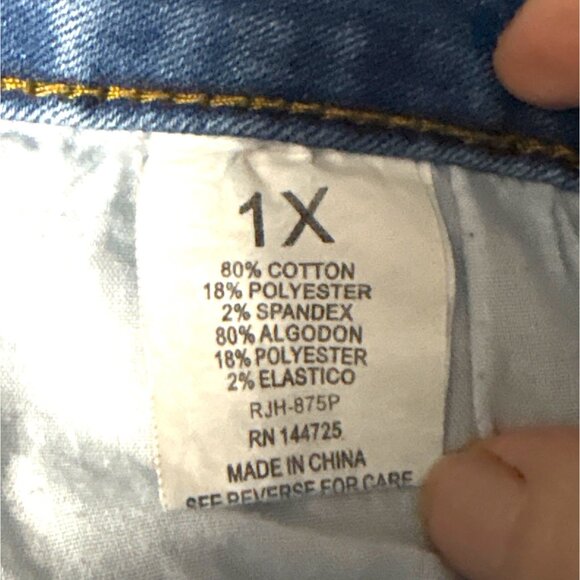 1X
80% COTTON
18% POLYESTER
2% SPANDEX
80% ALGODON
18% POLYESTER
2% ELASTICO
RJH-875P
RN 144725
MADE IN CHINA
SEE REVERSE FOR CARE